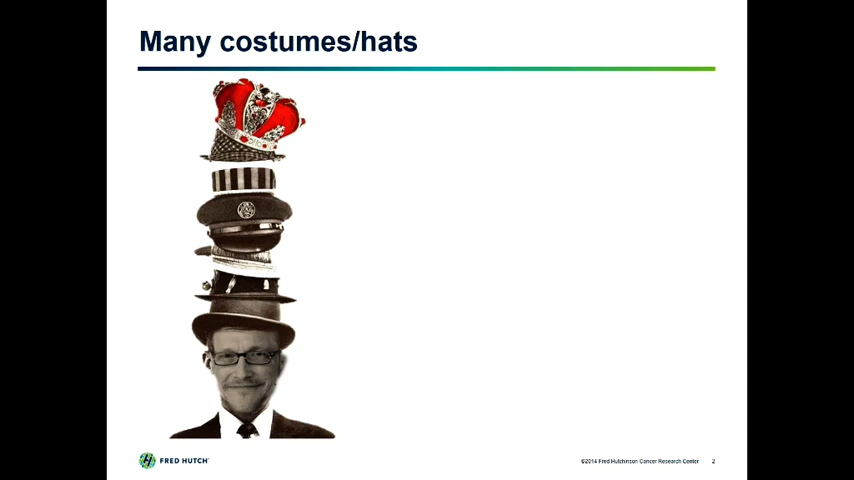 Many costumes/hats
FRED HUTCH
©2014 Fred Hutchinson Cancer Research Center 2